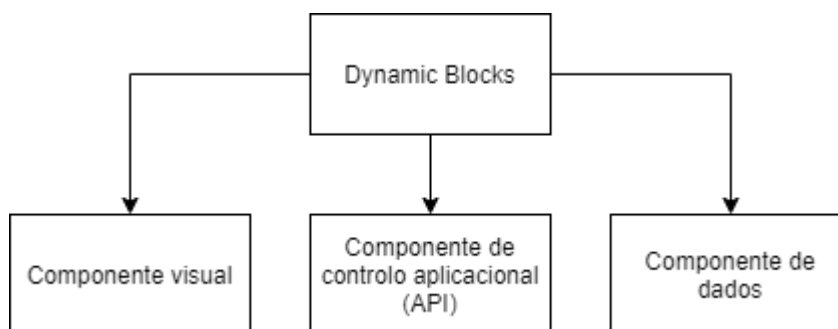 Dynamic Blocks
Componente visual
Componente de
controlo aplicacional
(API)
Componente de
dados